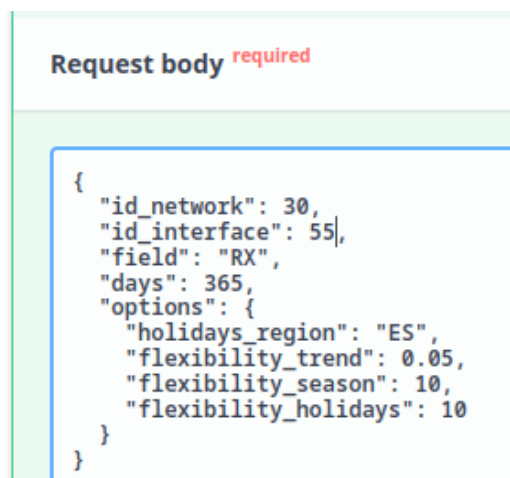 Request body required
{
  "id_network": 30,
  "id_interface": 55,
  "field": "RX",
  "days": 365,
  "options": {
    "holidays_region": "ES",
    "flexibility_trend": 0.05,
    "flexibility_season": 10,
    "flexibility_holidays": 10
  }
}